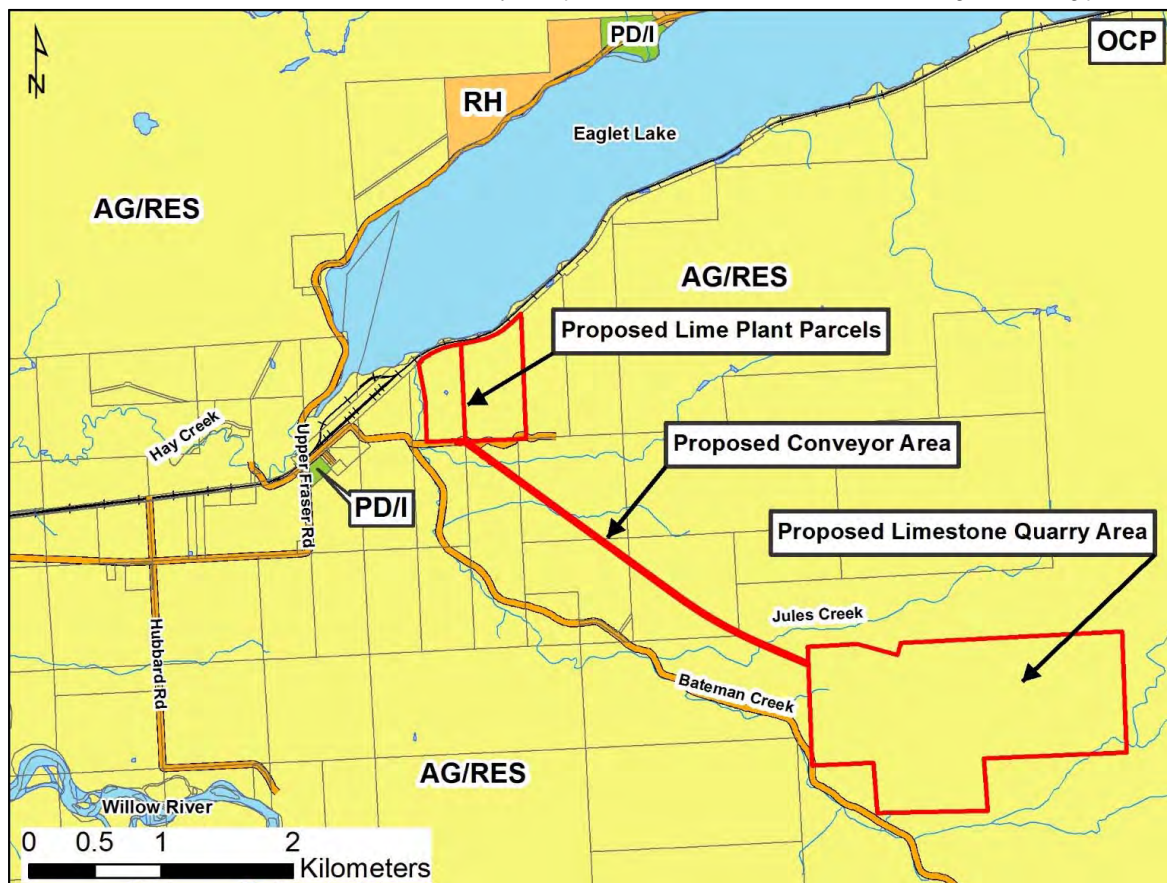 PD/I
OCP
N
RH
Eaglet Lake
AG/RES
AG/RES
Proposed Lime Plant Parcels
Hay Creek
Upper Fraser Rd
Proposed Conveyor Area
PD/I
Proposed Limestone Quarry Area
Hubbard Rd
Jules Creek
Bateman Creek
AG/RES
Willow River
0 0.5 1 2
Kilometers